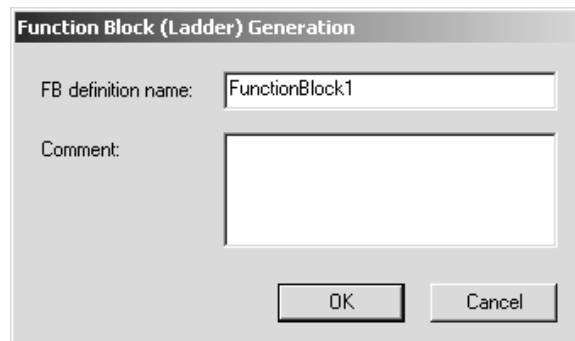 Function Block (Ladder) Generation
FB definition name: FunctionBlock1
Comment:
OK Cancel